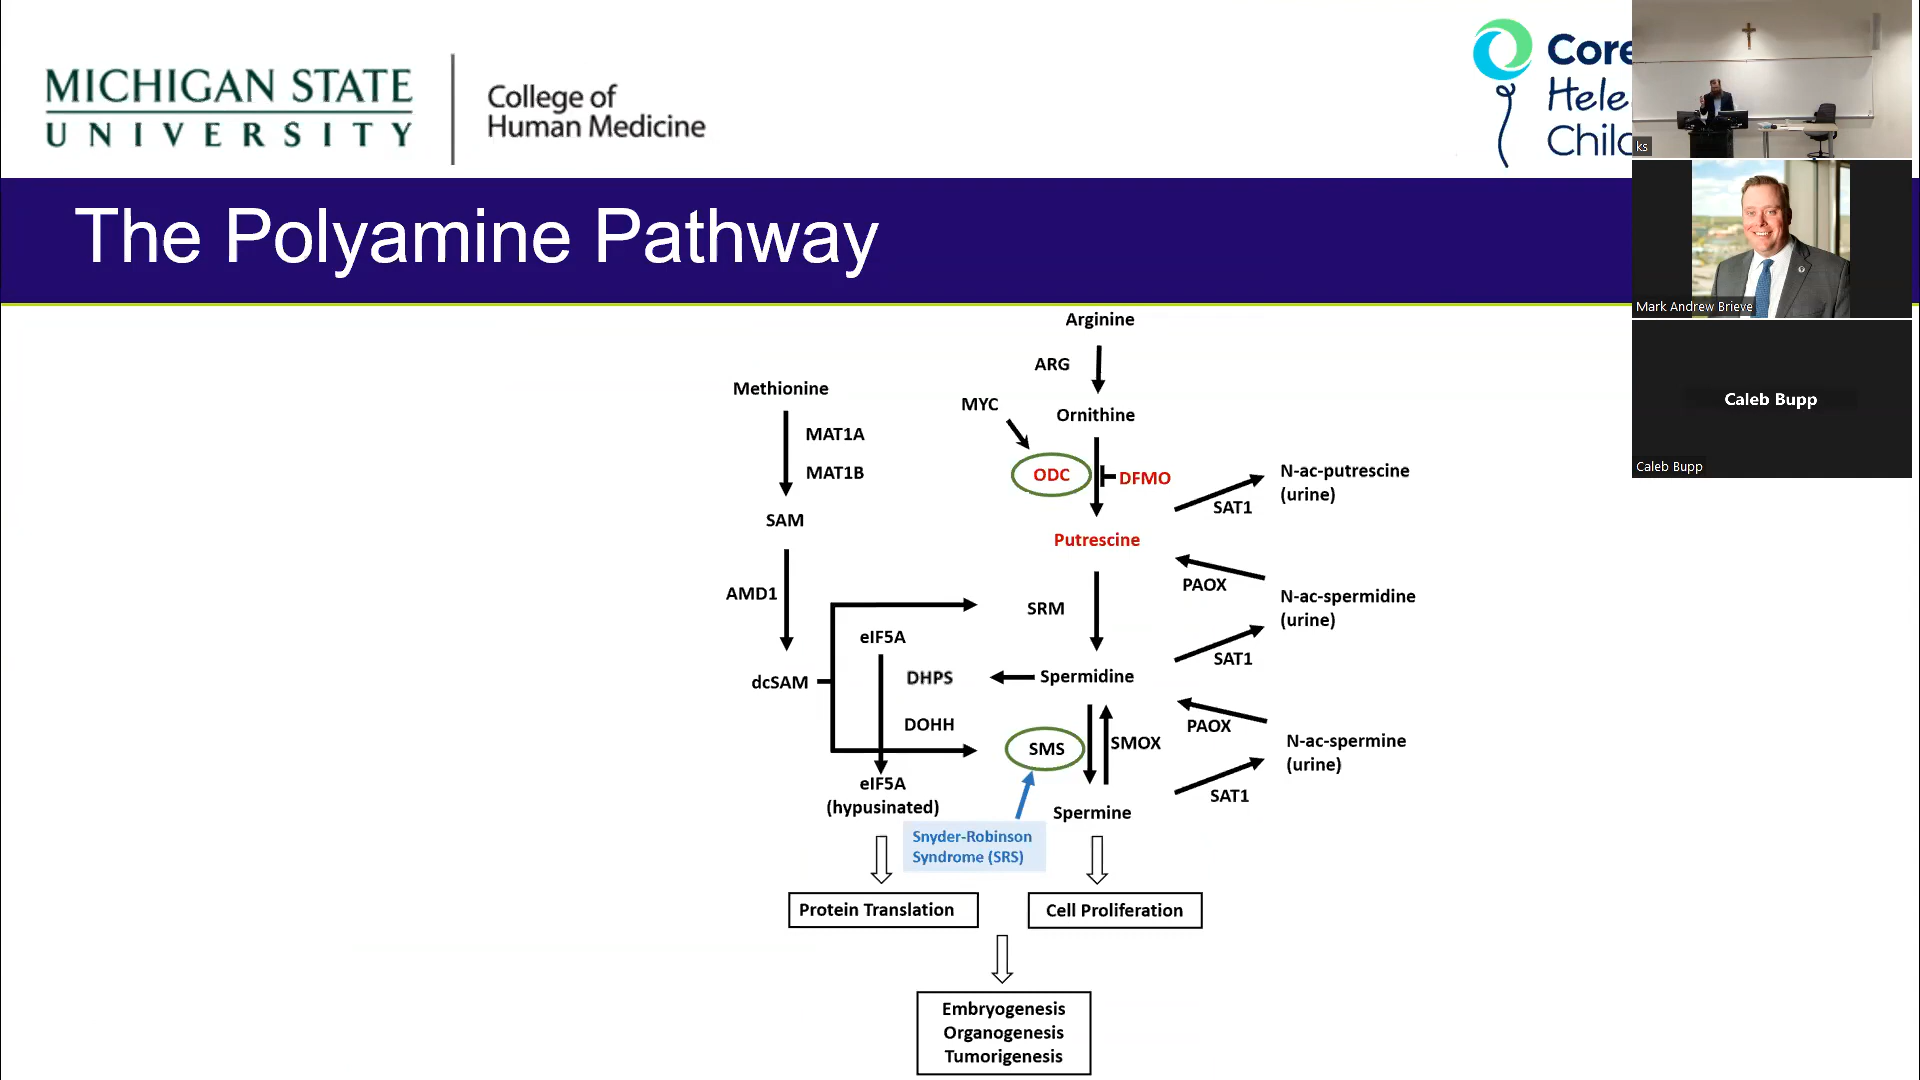 MICHIGAN STATE
UNIVERSITY
College of
Human Medicine
Core
Hele
Chil
The Polyamine Pathway
Arginine
ARG
Methionine
MYC
Ornithine
MAT1A
MAT1B
ODC
DFMO
N-ac-putrescine
(urine)
SAT1
SAM
Putrescine
PAOX
AMD1
SRM
N-ac-spermidine
(urine)
eIF5A
SAT1
dcSAM
DHPS
Spermidine
PAOX
DOHH
SMS
SMOX
N-ac-spermine
(urine)
eIF5A
(hypusinated)
SAT1
Spermine
Snyder-Robinson
Syndrome (SRS)
Protein Translation
Cell Proliferation
Embryogenesis
Organogenesis
Tumorigenesis
ks
Mark Andrew Brieve
Caleb Bupp
Caleb Bupp